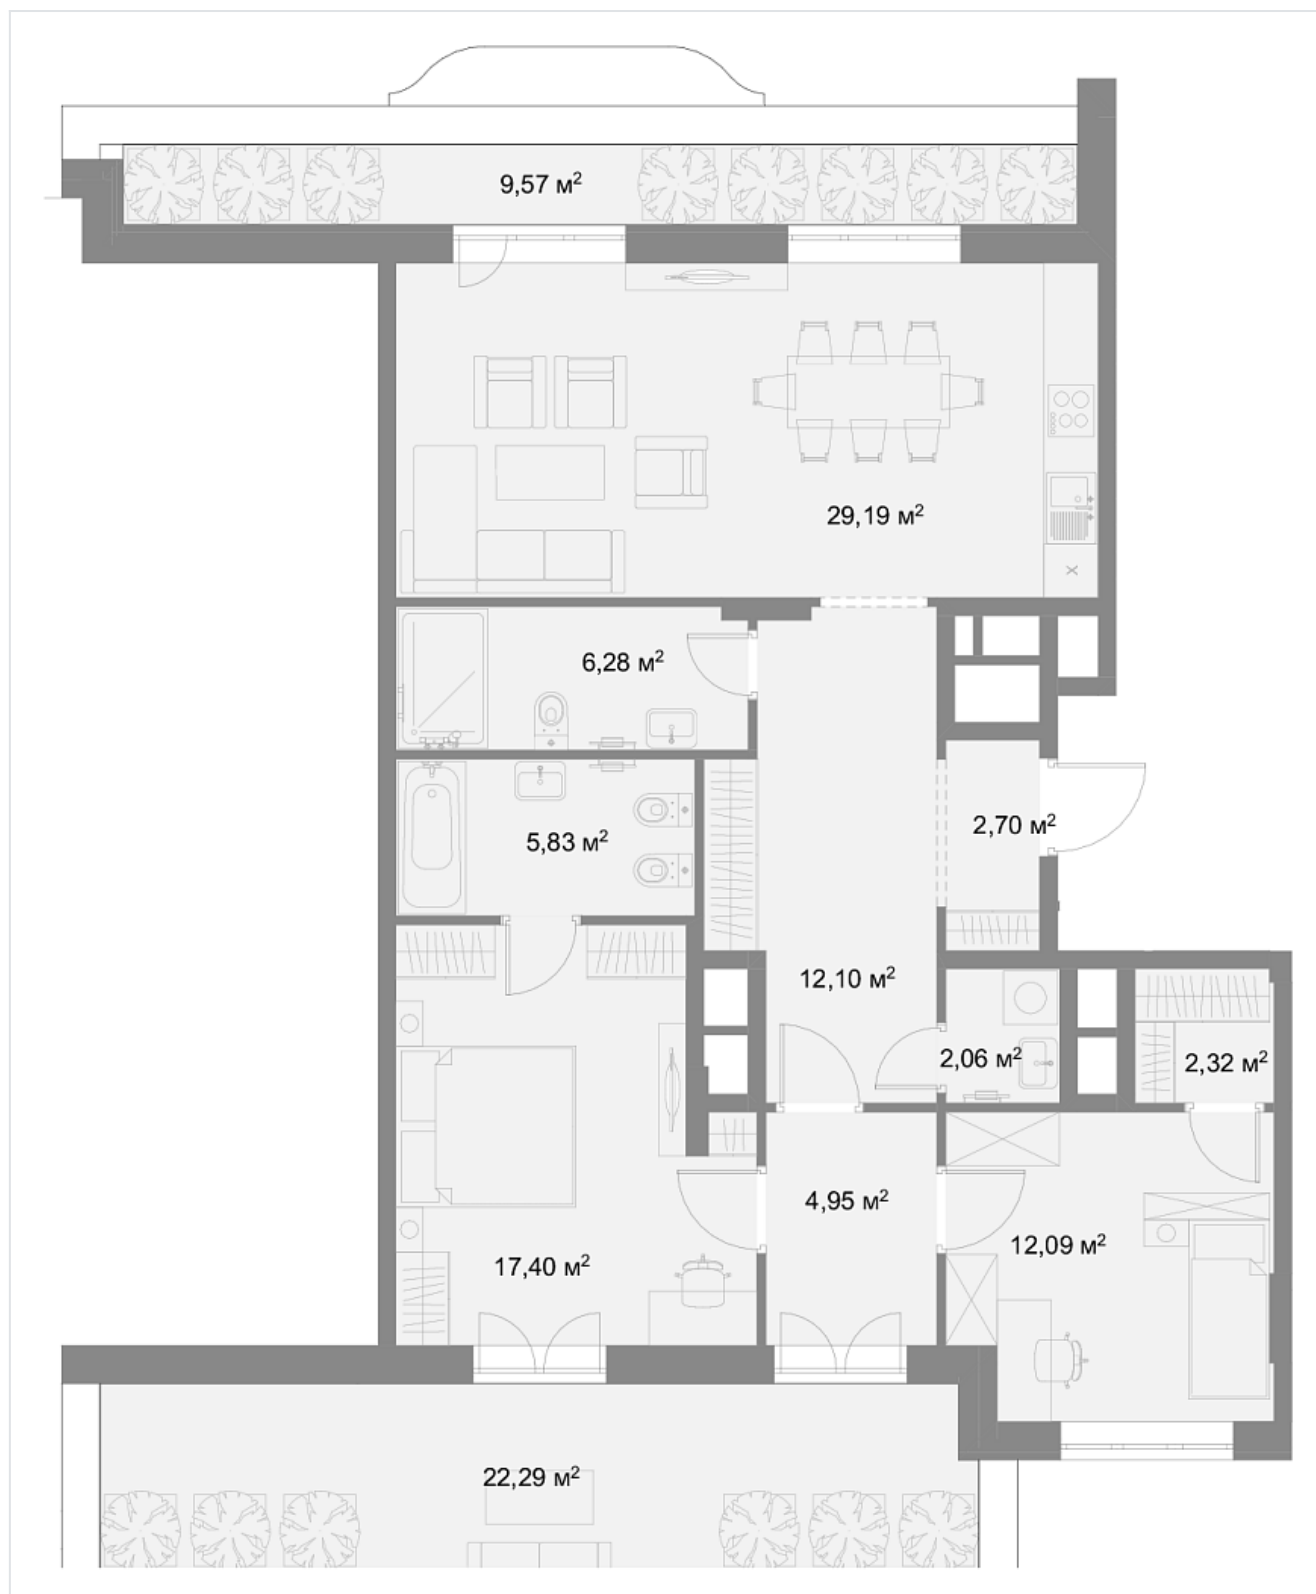 9,57 м²
29,19 м²
6,28 м²
5,83 м²
2,70 м²
12,10 м²
2,06 м²
2,32 м²
4,95 м²
12,09 м²
17,40 м²
22,29 м²